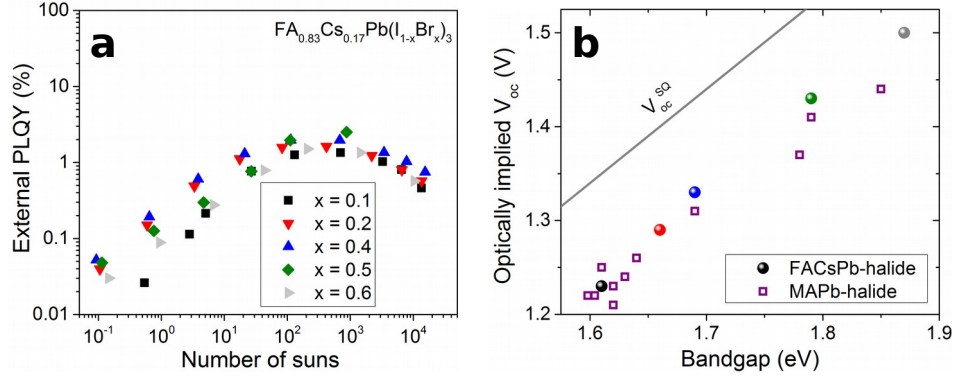 a
FA0.83Cs0.17Pb(I1-xBrx)3
External PLQY (%)
100
10
1
0.1
0.01
x = 0.1
x = 0.2
x = 0.4
x = 0.5
x = 0.6
10-1 100 101 102 103 104
Number of suns
b
Optically implied Voc (V)
1.5
1.4
1.3
1.2
VocSQ
FACsPb-halide
MAPb-halide
1.6 1.7 1.8 1.9
Bandgap (eV)